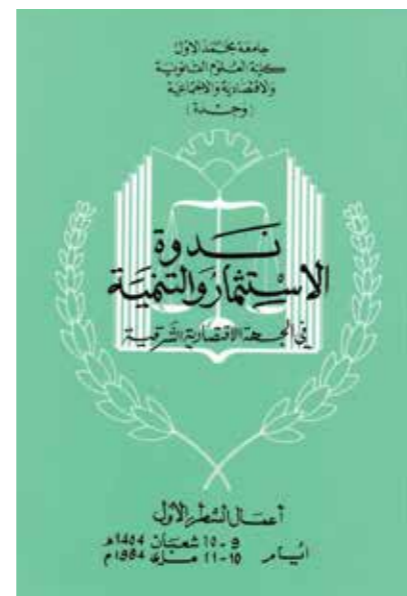 جامعة محمد الأول
كلية العلوم القانونية
والاقتصادية والاجتماعية
(وجدة)
ندوة
الاستثمار والتنمية
في الجهة الاقتصادية الشرقية
أعمال الشطر الأول
أيام
9-10 شعبان 1404هـ
10-11 ماي 1984م